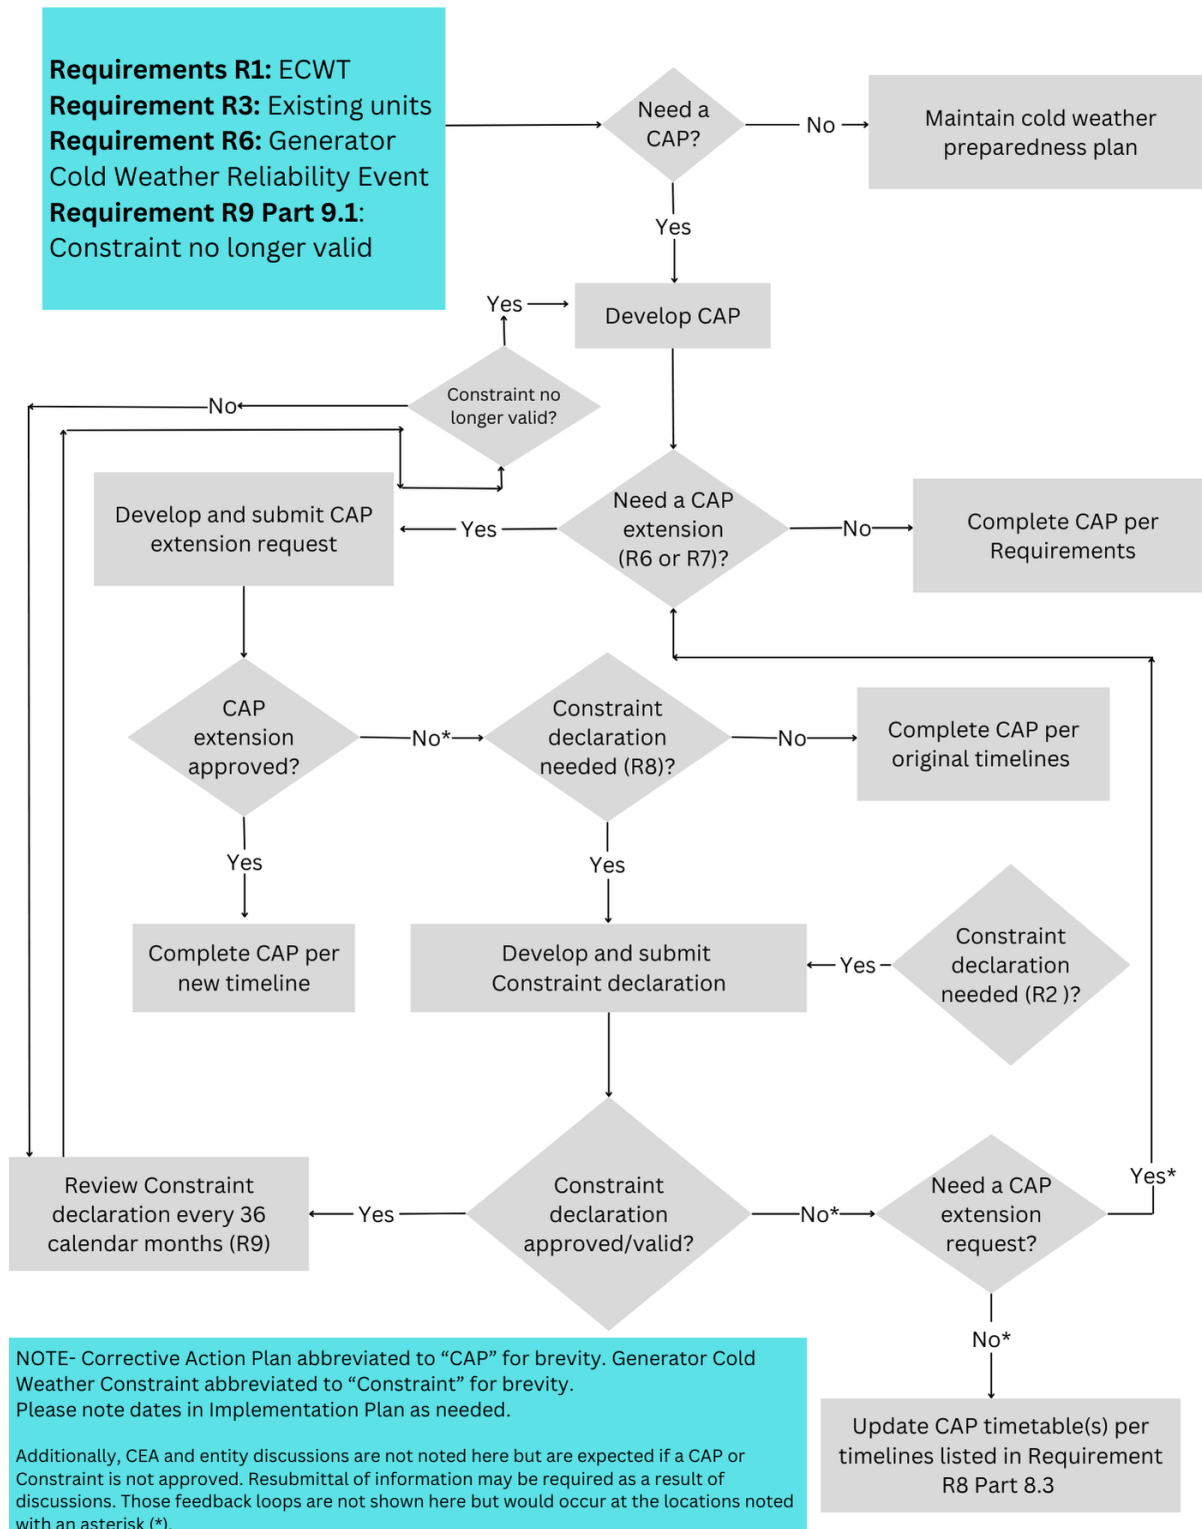 Requirements R1: ECWT
Requirement R3: Existing units
Requirement R6: Generator
Cold Weather Reliability Event
Requirement R9 Part 9.1:
Constraint no longer valid
Need a
CAP?
No
Maintain cold weather
preparedness plan
Yes
Yes
Develop CAP
Constraint no
longer valid?
No
Develop and submit CAP
extension request
Yes
Need a CAP
extension
(R6 or R7)?
No
Complete CAP per
Requirements
CAP
extension
approved?
No*
Constraint
declaration
needed (R8)?
No
Complete CAP per
original timelines
Yes
Yes
Complete CAP per
new timeline
Develop and submit
Constraint declaration
Yes
Constraint
declaration
needed (R2 )?
Review Constraint
declaration every 36
calendar months (R9)
Yes
Constraint
declaration
approved/valid?
No*
Need a CAP
extension
request?
Yes*
No*
Update CAP timetable(s) per
timelines listed in Requirement
R8 Part 8.3
NOTE- Corrective Action Plan abbreviated to “CAP” for brevity. Generator Cold
Weather Constraint abbreviated to “Constraint” for brevity.
Please note dates in Implementation Plan as needed.
Additionally, CEA and entity discussions are not noted here but are expected if a CAP or
Constraint is not approved. Resubmittal of information may be required as a result of
discussions. Those feedback loops are not shown here but would occur at the locations noted
with an asterisk (*).